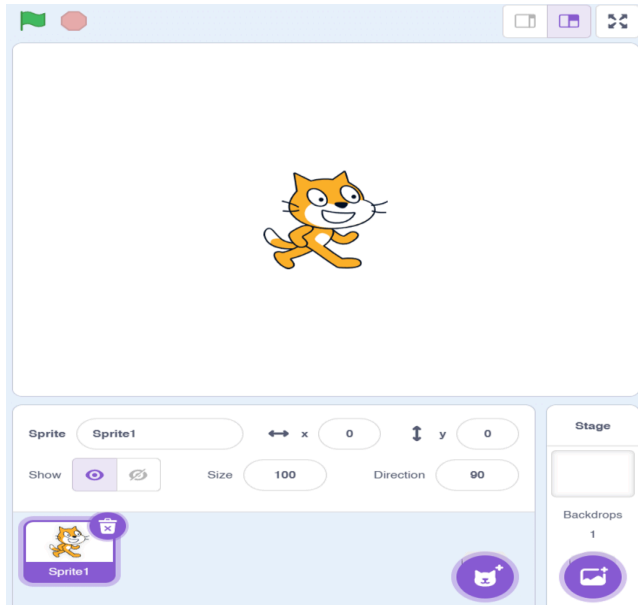 Sprite Sprite1 x 0 y 0
Show Size 100 Direction 90
Sprite1
Stage
Backdrops
1